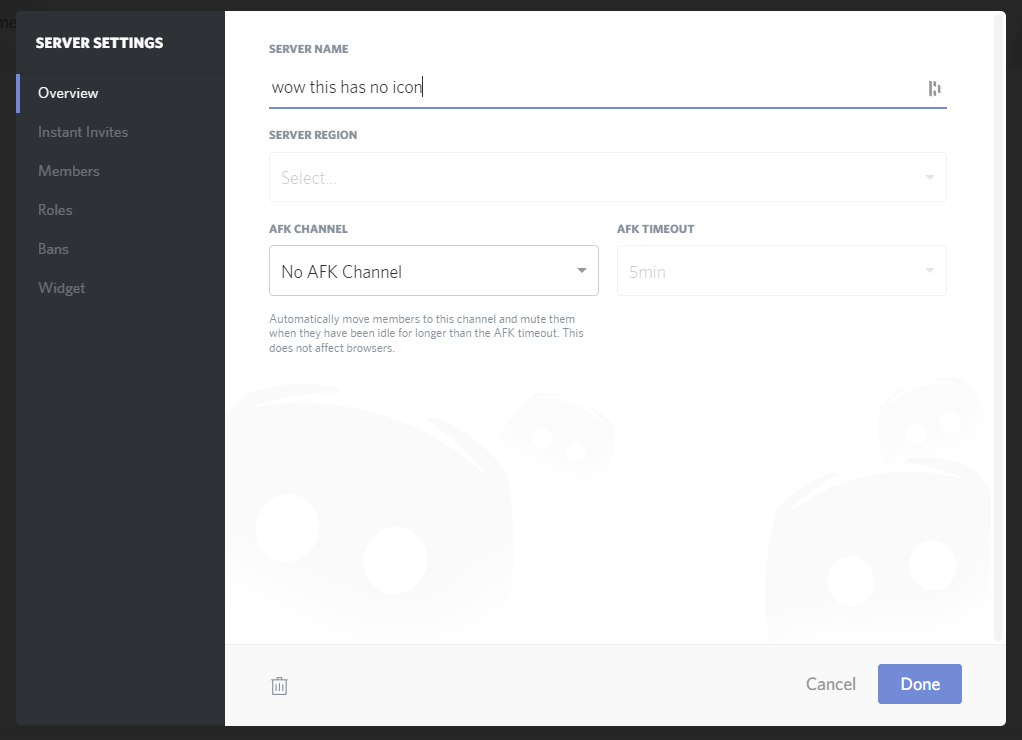 SERVER SETTINGS
Overview
Instant Invites
Members
Roles
Bans
Widget
SERVER NAME
wow this has no icon
SERVER REGION
Select...
AFK CHANNEL
AFK TIMEOUT
No AFK Channel
5min
Automatically move members to this channel and mute them
when they have been idle for longer than the AFK timeout. This
does not affect browsers.
Cancel
Done